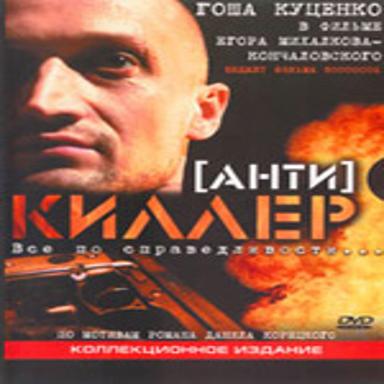 ГОША КУЦЕНКО
В ФИЛЬМЕ
ЕГОРА МИХАЛКОВА-
КОНЧАЛОВСКОГО
[АНТИ]
КИЛЛЕР
Все по справедливости...
DVD
ПО МОТИВАМ РОМАНА ДАНИЛА КОРЕЦКОГО
КОЛЛЕКЦИОННОЕ ИЗДАНИЕ